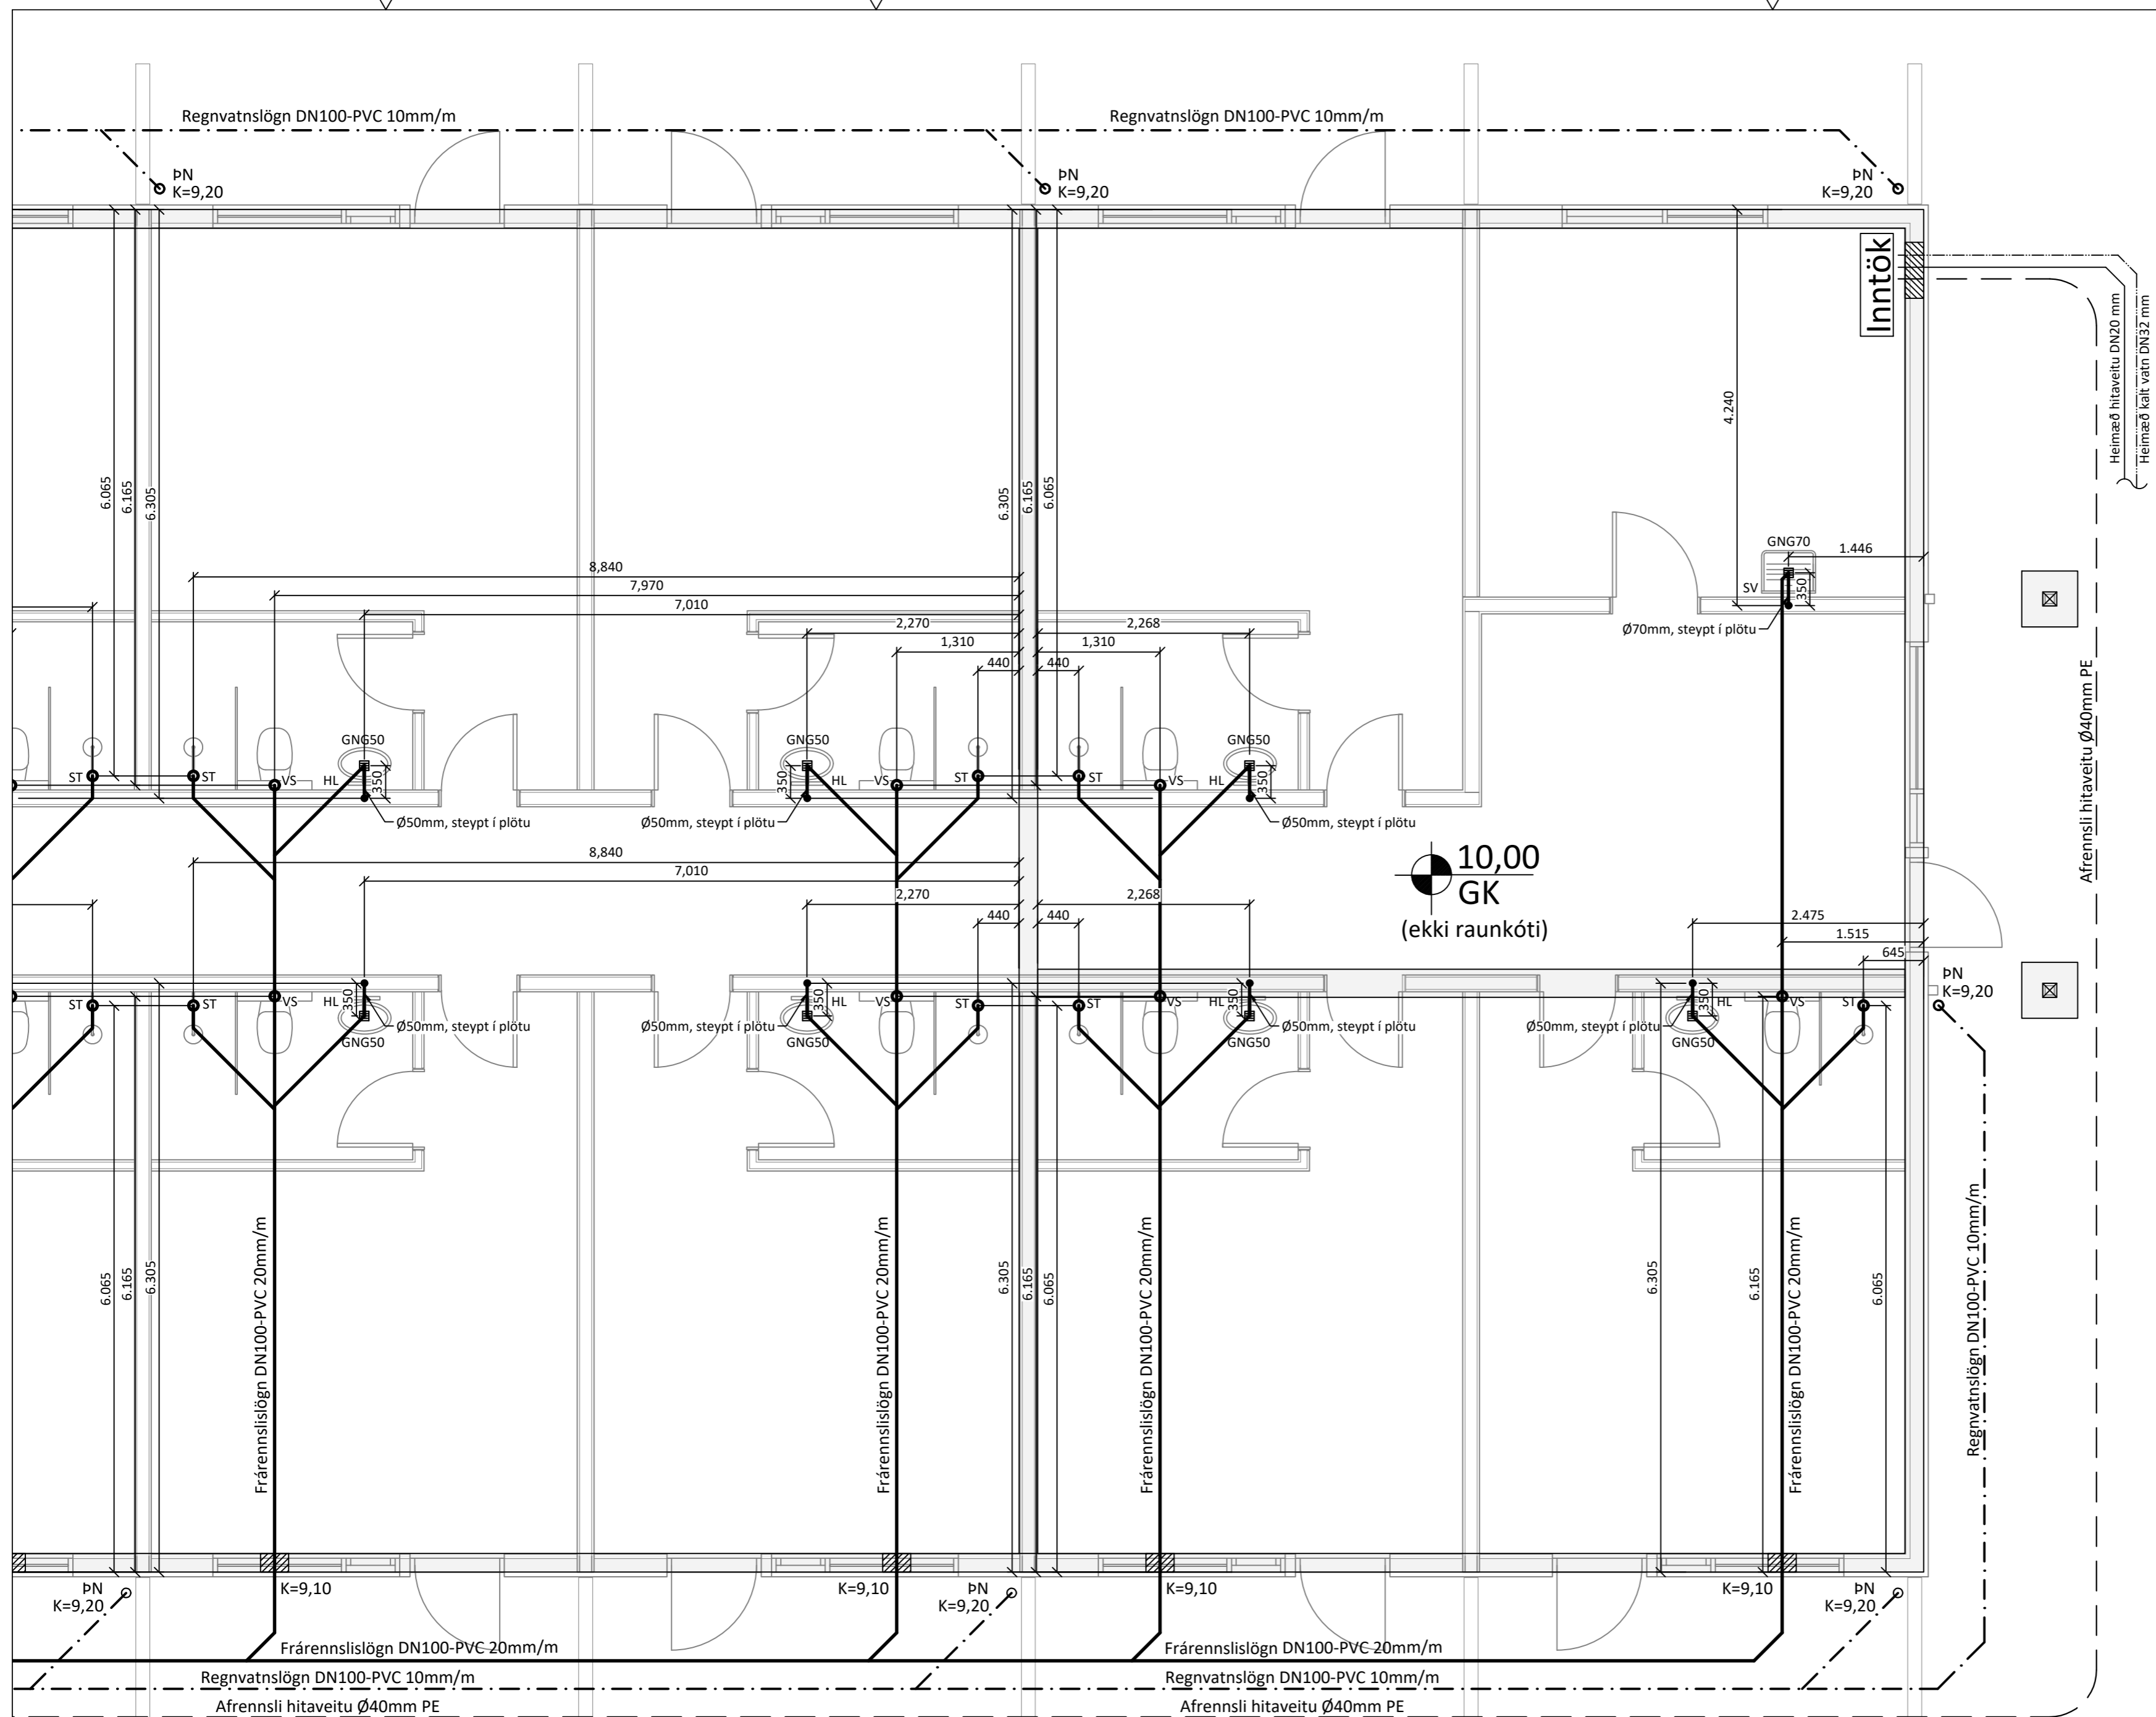 Regnvatnslögn DN100-PVC 10mm/m
Regnvatnslögn DN100-PVC 10mm/m
ÞN
K=9,20
ÞN
K=9,20
ÞN
K=9,20
Inntök
Heimæð hitaveitu DN20 mm
Heimæð kalt vatn DN32 mm
4.240
6.065
6.165
6.305
6.305
6.165
6.065
GNG70
1.446
SV
350
Ø70mm, steypt í plötu
8,840
7,970
7,010
2,270
2,268
1,310
1,310
440
440
Afrennsli hitaveitu Ø40mm PE
GNG50
GNG50
GNG50
ST
ST
VS
HL
350
350
HL
VS
ST
ST
VS
HL
350
Ø50mm, steypt í plötu
Ø50mm, steypt í plötu
Ø50mm, steypt í plötu
8,840
7,010
2,270
2,268
440
440
10,00
GK
(ekki raunkóti)
2.475
1.515
645
ÞN
K=9,20
ST
ST
VS
HL
350
350
HL
VS
ST
ST
VS
HL
350
350
HL
VS
ST
Ø50mm, steypt í plötu
Ø50mm, steypt í plötu
Ø50mm, steypt í plötu
Ø50mm, steypt í plötu
GNG50
GNG50
GNG50
GNG50
6.065
6.165
6.305
Frárennslislögn DN100-PVC 20mm/m
Frárennslislögn DN100-PVC 20mm/m
6.305
6.165
6.065
Frárennslislögn DN100-PVC 20mm/m
6.305
6.165
Frárennslislögn DN100-PVC 20mm/m
6.065
Regnvatnslögn DN100-PVC 10mm/m
ÞN
K=9,20
K=9,10
K=9,10
ÞN
K=9,20
K=9,10
K=9,10
ÞN
K=9,20
Frárennslislögn DN100-PVC 20mm/m
Frárennslislögn DN100-PVC 20mm/m
Regnvatnslögn DN100-PVC 10mm/m
Regnvatnslögn DN100-PVC 10mm/m
Afrennsli hitaveitu Ø40mm PE
Afrennsli hitaveitu Ø40mm PE